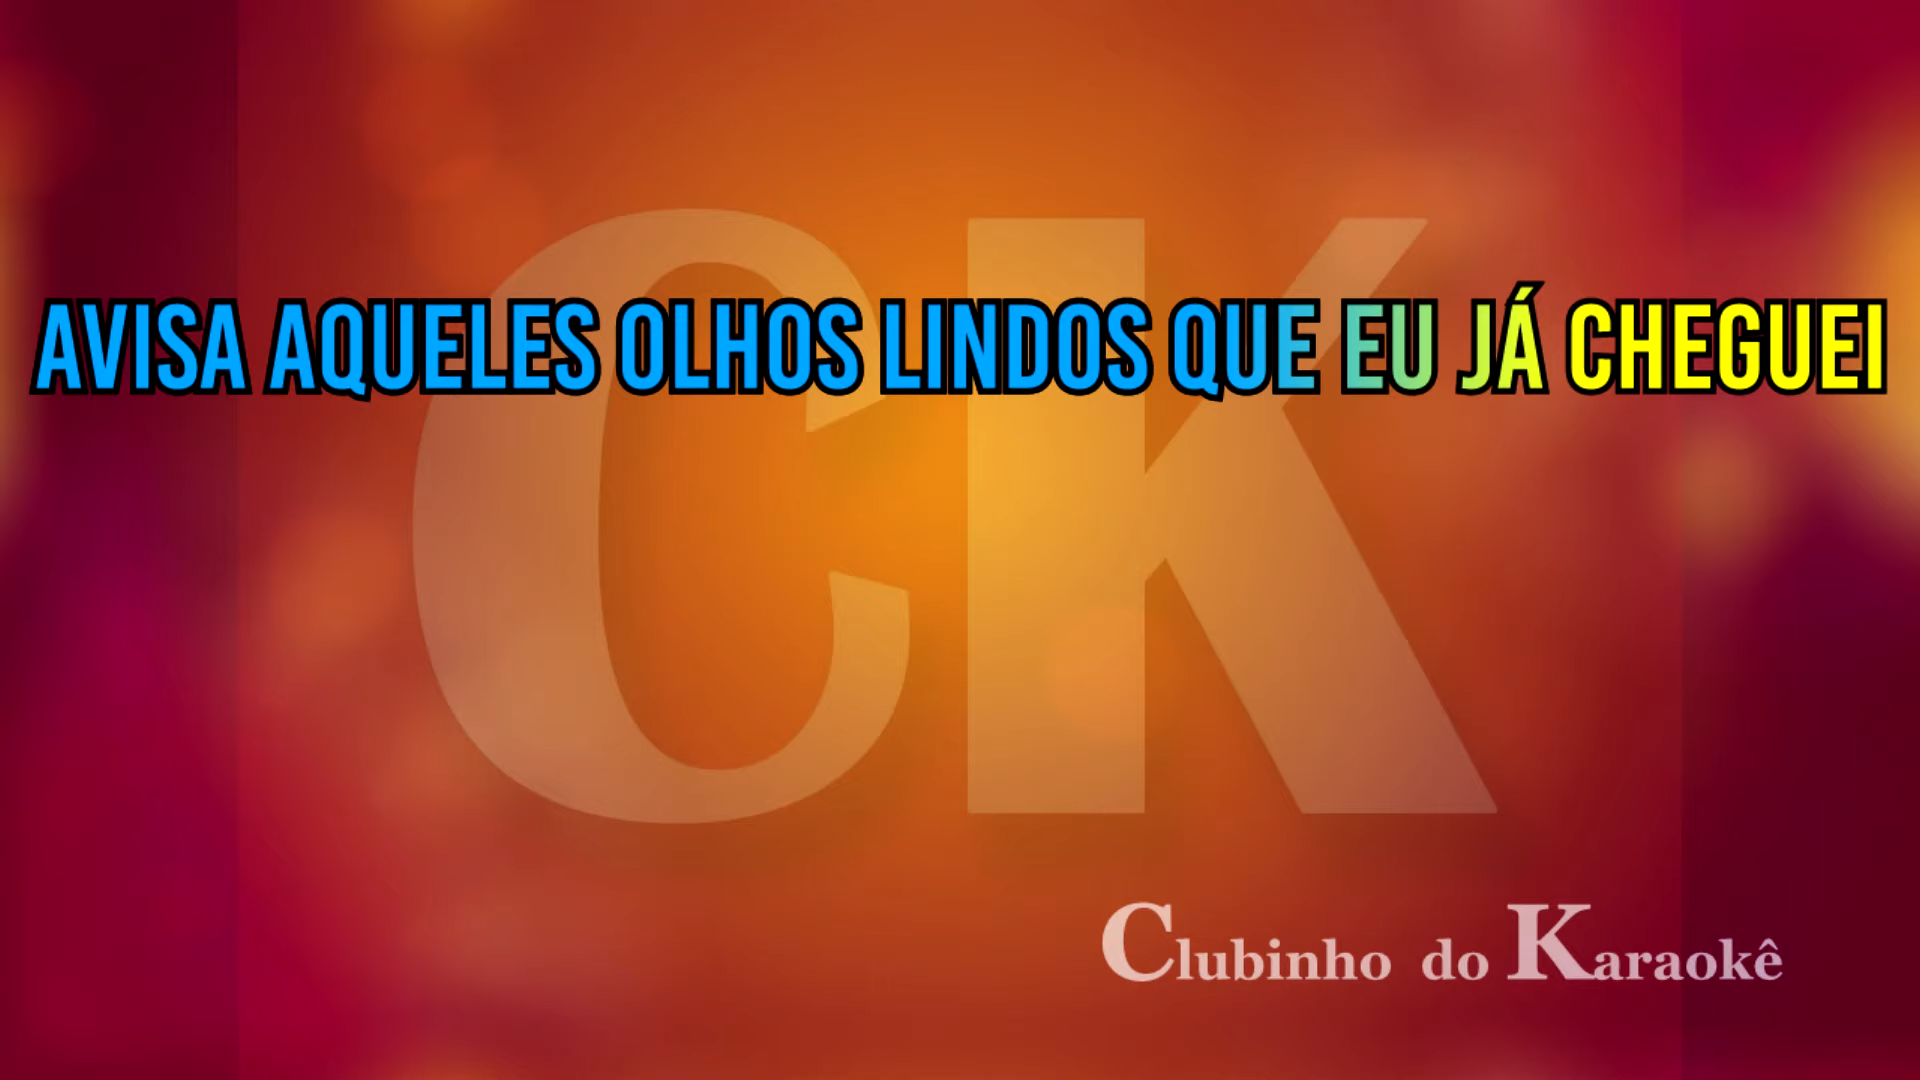 AVISA AQUELES OLHOS LINDOS QUE EU JÁ CHEGUEI
CK
Clubinho do Karaokê